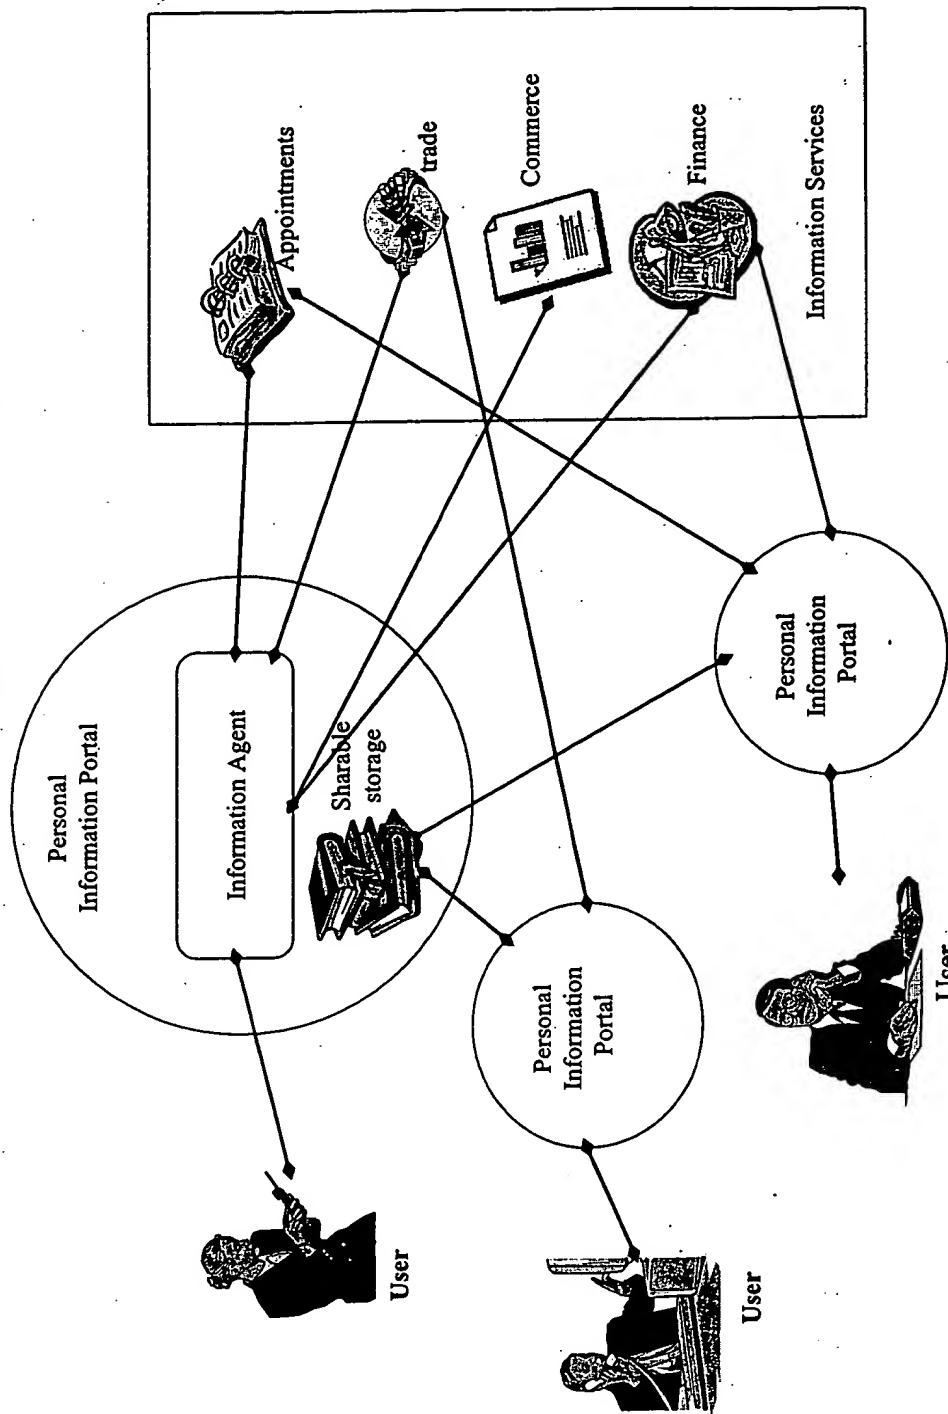 Personal
Information Portal
Information Agent
Appointments
Sharable
storage
User
trade
Commerce
Personal
Information
Portal
Finance
User
Personal
Information
Portal
Information Services
User